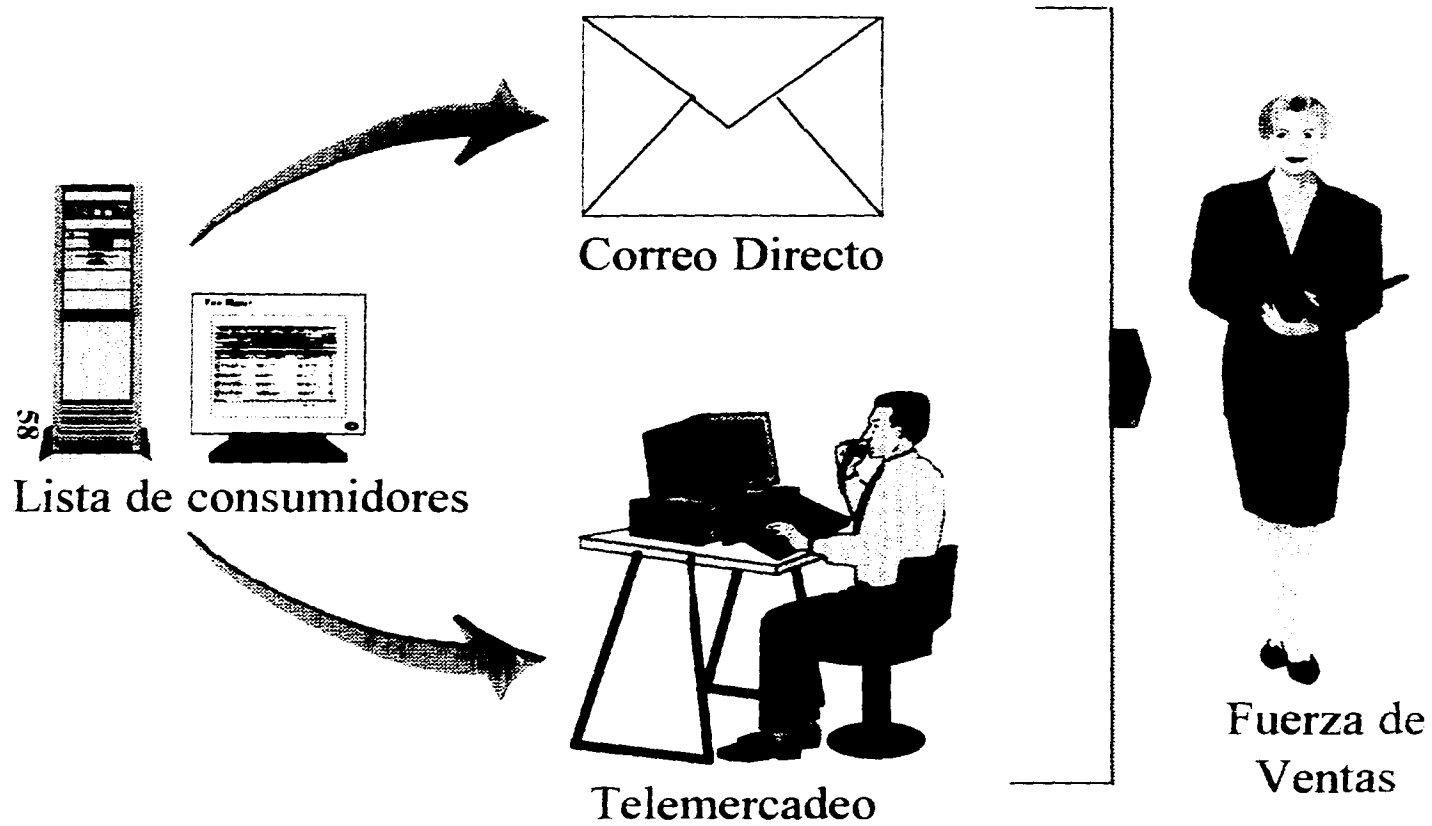 Correo Directo
58
Lista de consumidores
Telemercadeo
Fuerza de
Ventas